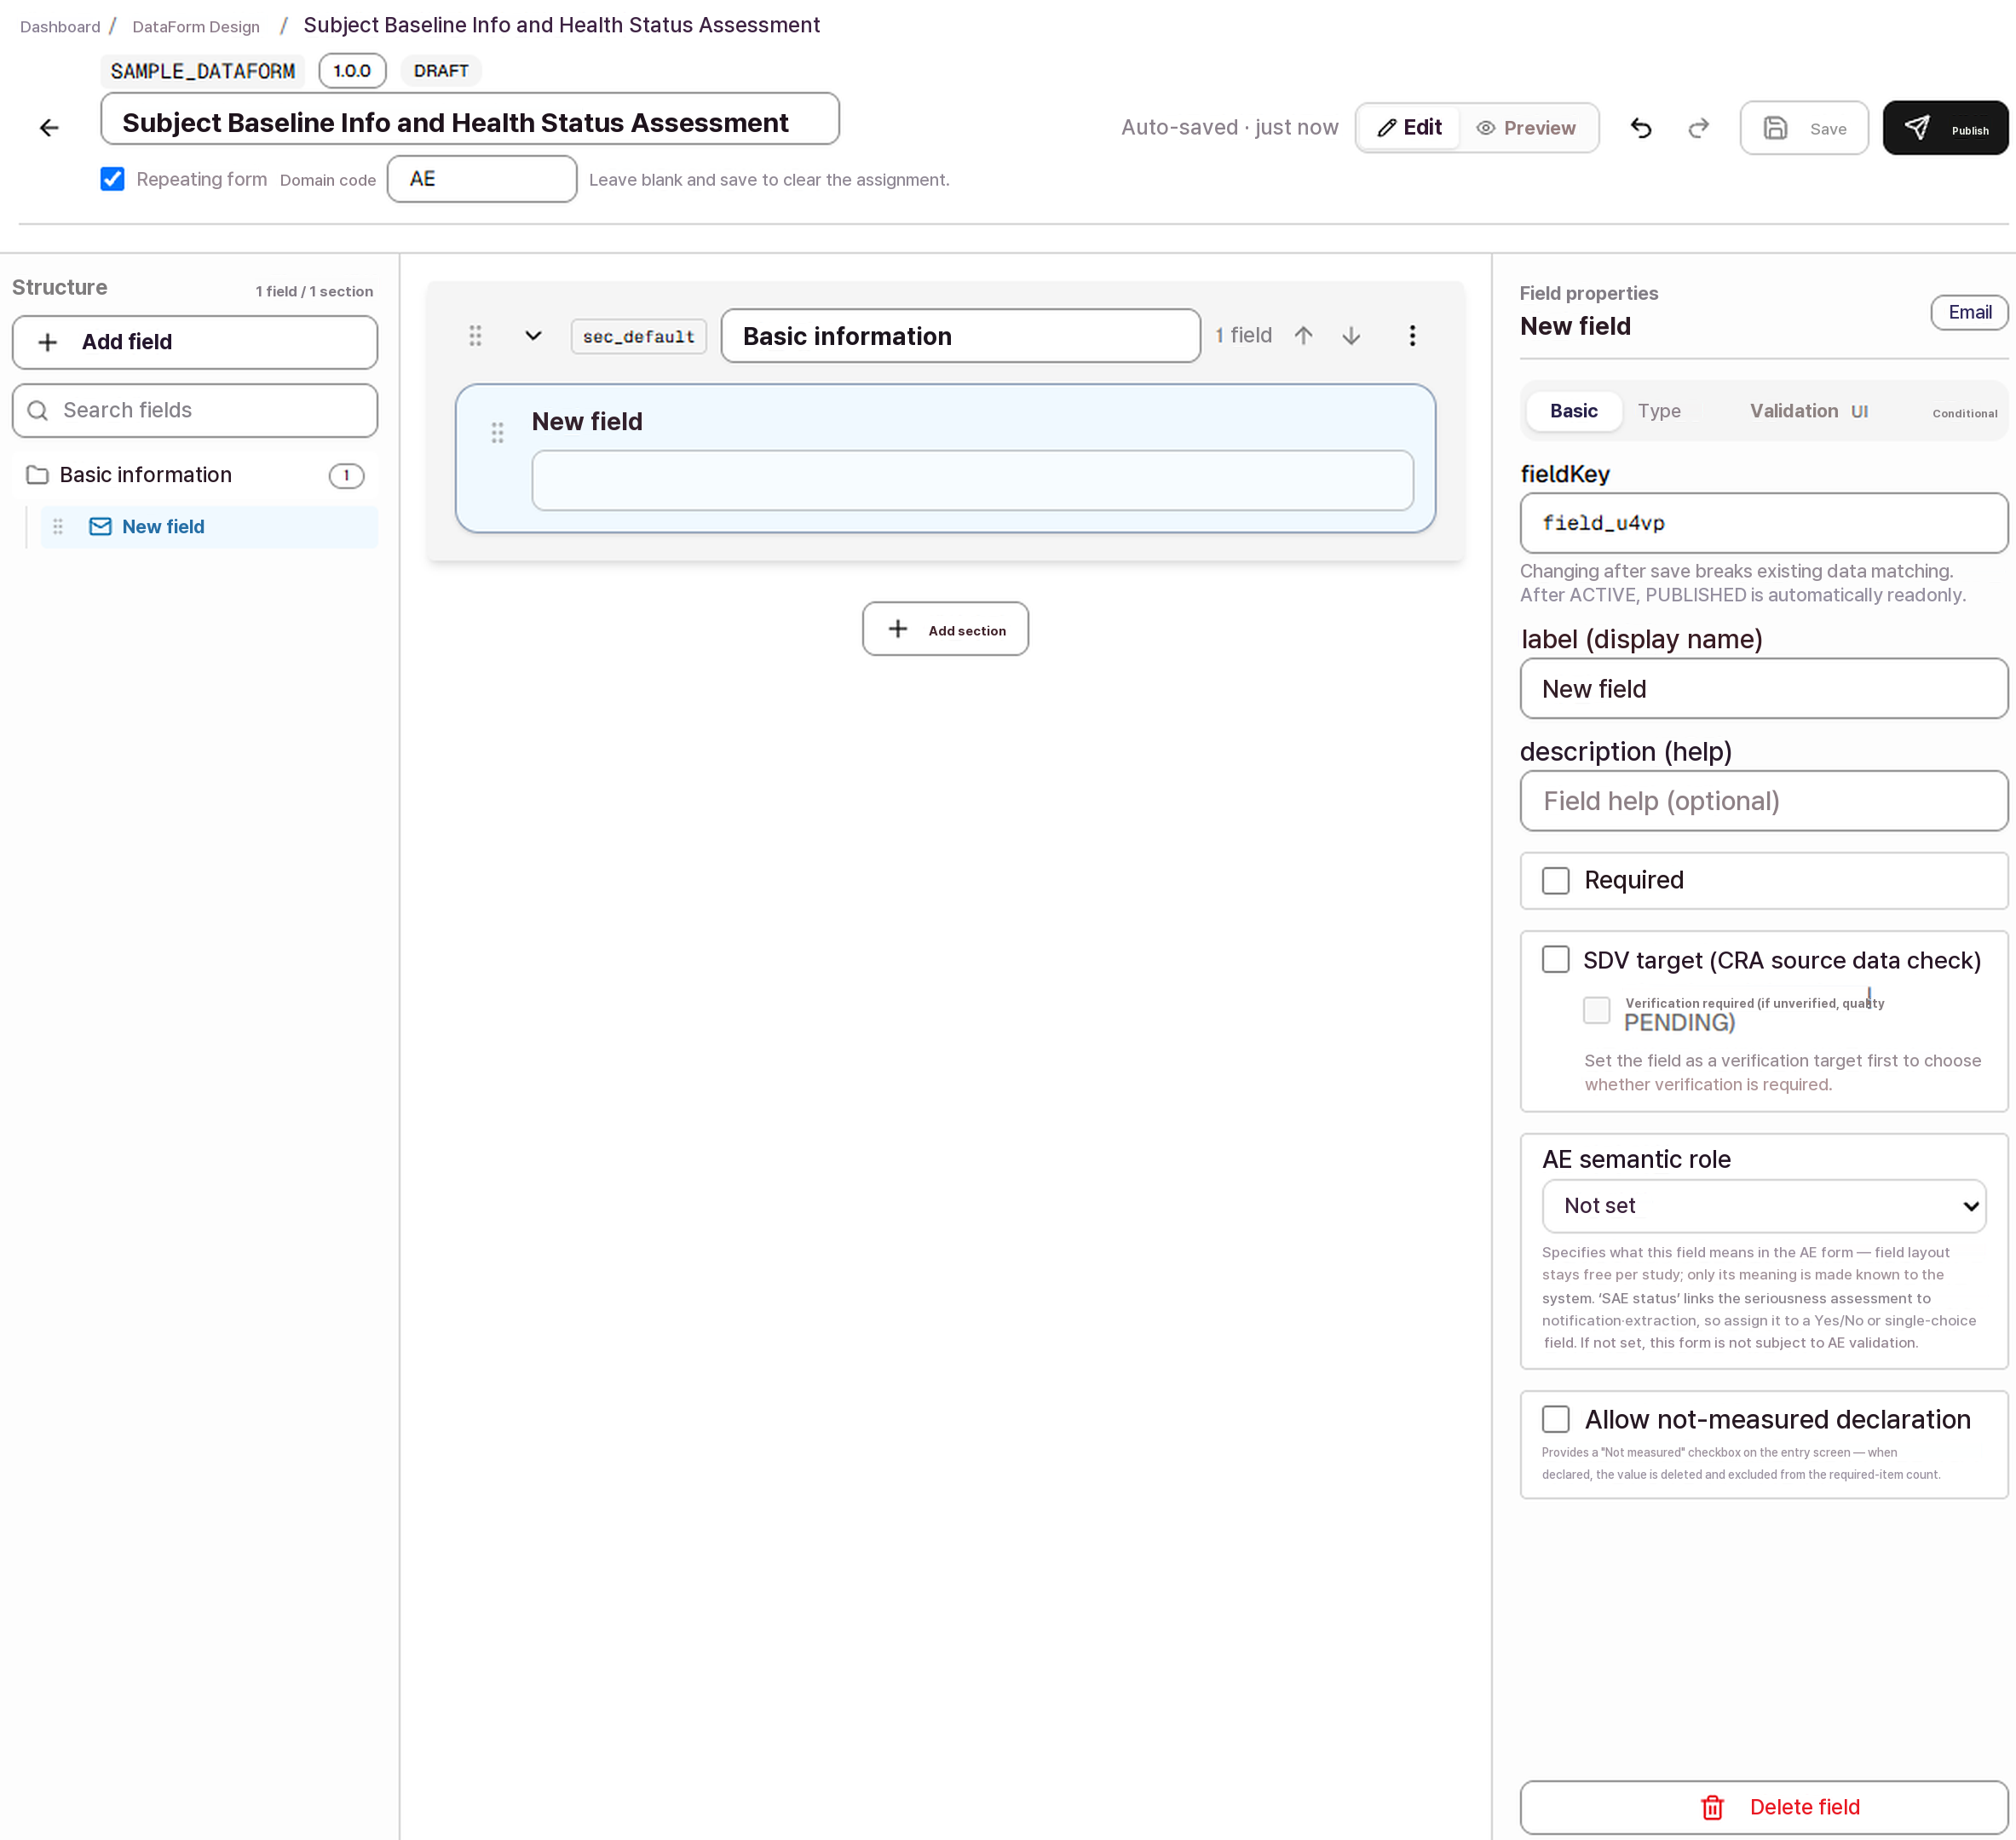 Dashboard / DataForm Design / Subject Baseline Info and Health Status Assessment
SAMPLE_DATAFORM 1.0.0 DRAFT
Subject Baseline Info and Health Status Assessment
Auto-saved · just now Edit Preview Save Publish
Repeating form Domain code AE Leave blank and save to clear the assignment.
Structure 1 field / 1 section
Add field
Search fields
Basic information 1
New field
sec_default Basic information 1 field
New field
Add section
Field properties
New field Email
Basic Type Validation UI Conditional
fieldKey
field_u4vp
Changing after save breaks existing data matching.
After ACTIVE, PUBLISHED is automatically readonly.
label (display name)
New field
description (help)
Field help (optional)
Required
SDV target (CRA source data check)
Verification required (if unverified, quality
PENDING)
Set the field as a verification target first to choose
whether verification is required.
AE semantic role
Not set
Specifies what this field means in the AE form — field layout
stays free per study; only its meaning is made known to the
system. ‘SAE status’ links the seriousness assessment to
notification·extraction, so assign it to a Yes/No or single-choice
field. If not set, this form is not subject to AE validation.
Allow not-measured declaration
Provides a "Not measured" checkbox on the entry screen — when
declared, the value is deleted and excluded from the required-item count.
Delete field